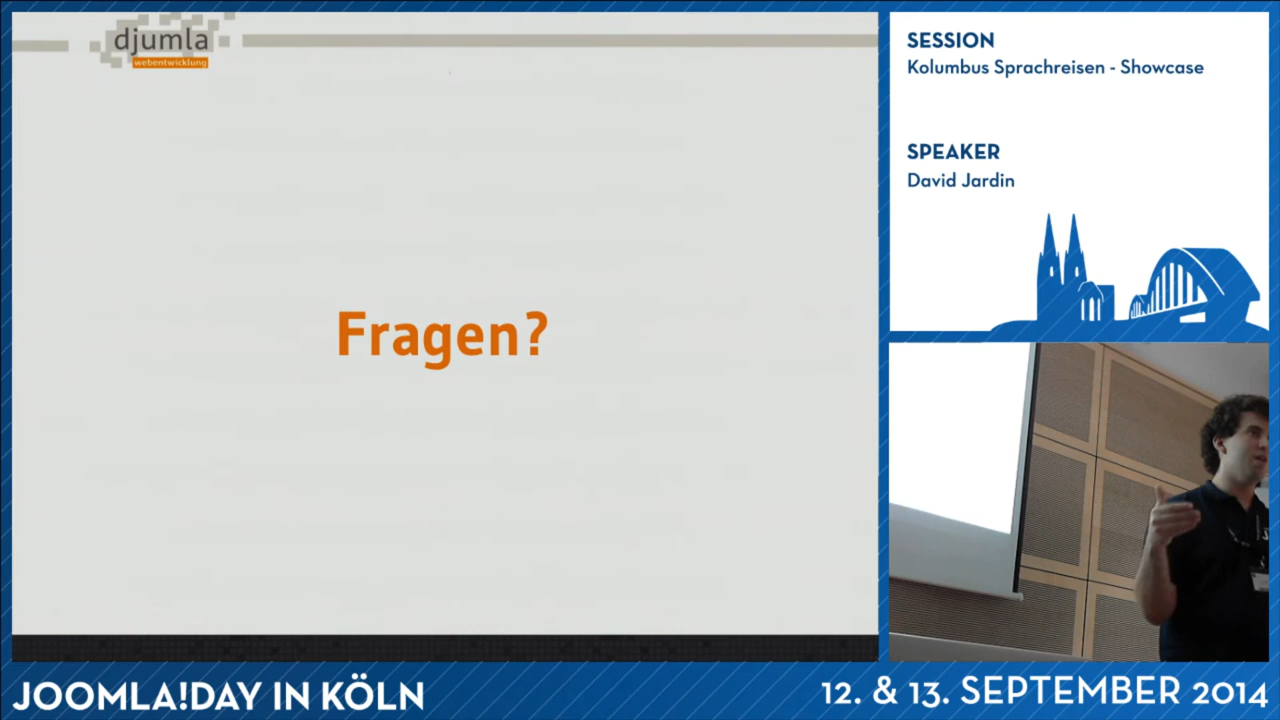 djumla
webentwicklung
Fragen?
SESSION
Kolumbus Sprachreisen - Showcase
SPEAKER
David Jardin
JOOMLA!DAY IN KÖLN
12. & 13. SEPTEMBER 2014